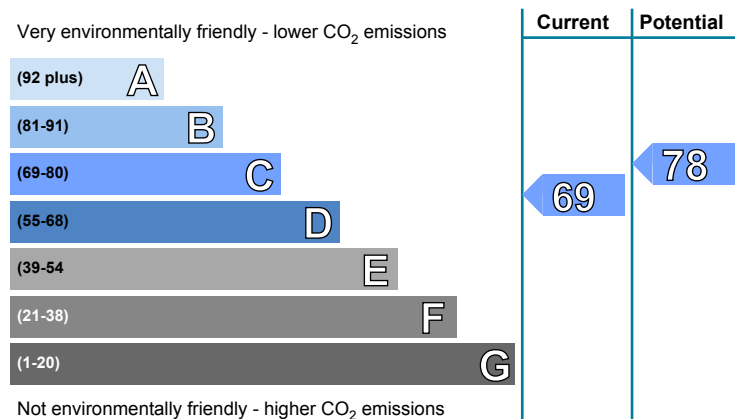 Very environmentally friendly - lower CO₂ emissions
Current
Potential
(92 plus) A
(81-91) B
(69-80) C
(55-68) D
(39-54 E
(21-38) F
(1-20) G
69
78
Not environmentally friendly - higher CO₂ emissions